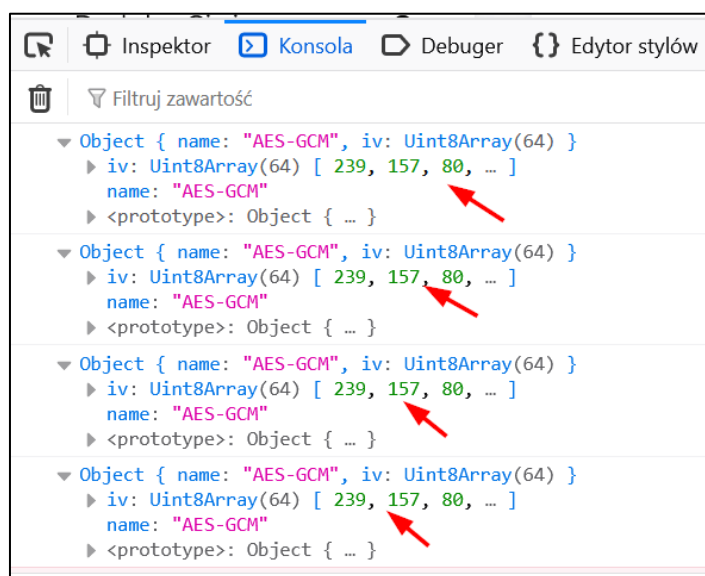 Inspektor Konsola Debuger {} Edytor stylów
Filtruj zawartość
Object { name: "AES-GCM", iv: Uint8Array(64) }
iv: Uint8Array(64) [ 239, 157, 80, … ]
name: "AES-GCM"
<prototype>: Object { … }
Object { name: "AES-GCM", iv: Uint8Array(64) }
iv: Uint8Array(64) [ 239, 157, 80, … ]
name: "AES-GCM"
<prototype>: Object { … }
Object { name: "AES-GCM", iv: Uint8Array(64) }
iv: Uint8Array(64) [ 239, 157, 80, … ]
name: "AES-GCM"
<prototype>: Object { … }
Object { name: "AES-GCM", iv: Uint8Array(64) }
iv: Uint8Array(64) [ 239, 157, 80, … ]
name: "AES-GCM"
<prototype>: Object { … }